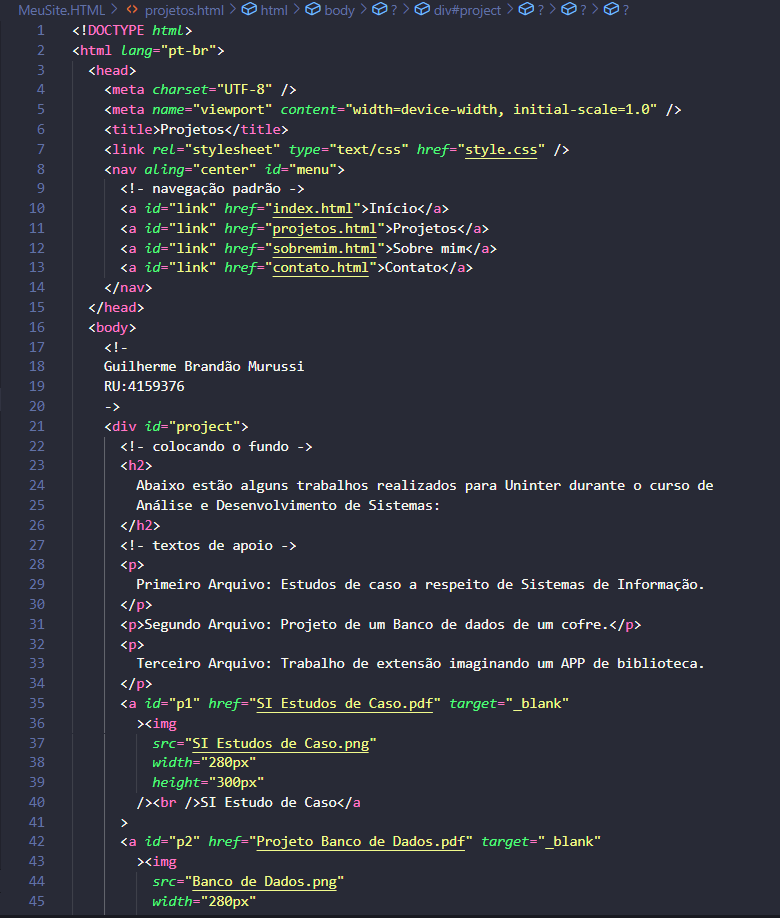 MeuSite.HTML > <> projetos.html > html > body > ? > div#project > ? > ? > ?
1 <!DOCTYPE html>
2 <html lang="pt-br">
3 <head>
4 <meta charset="UTF-8" />
5 <meta name="viewport" content="width=device-width, initial-scale=1.0" />
6 <title>Projetos</title>
7 <link rel="stylesheet" type="text/css" href="style.css" />
8 <nav aling="center" id="menu">
9 <!- navegação padrão ->
10 <a id="link" href="index.html">Início</a>
11 <a id="link" href="projetos.html">Projetos</a>
12 <a id="link" href="sobremim.html">Sobre mim</a>
13 <a id="link" href="contato.html">Contato</a>
14 </nav>
15 </head>
16 <body>
17 <!-
18 Guilherme Brandão Murussi
19 RU:4159376
20 ->
21 <div id="project">
22 <!- colocando o fundo ->
23 <h2>
24 Abaixo estão alguns trabalhos realizados para Uninter durante o curso de
25 Análise e Desenvolvimento de Sistemas:
26 </h2>
27 <!- textos de apoio ->
28 <p>
29 Primeiro Arquivo: Estudos de caso a respeito de Sistemas de Informação.
30 </p>
31 <p>Segundo Arquivo: Projeto de um Banco de dados de um cofre.</p>
32 <p>
33 Terceiro Arquivo: Trabalho de extensão imaginando um APP de biblioteca.
34 </p>
35 <a id="p1" href="SI Estudos de Caso.pdf" target="_blank"
36 ><img
37 src="SI Estudos de Caso.png"
38 width="280px"
39 height="300px"
40 /><br />SI Estudo de Caso</a
41 >
42 <a id="p2" href="Projeto Banco de Dados.pdf" target="_blank"
43 ><img
44 src="Banco de Dados.png"
45 width="280px"